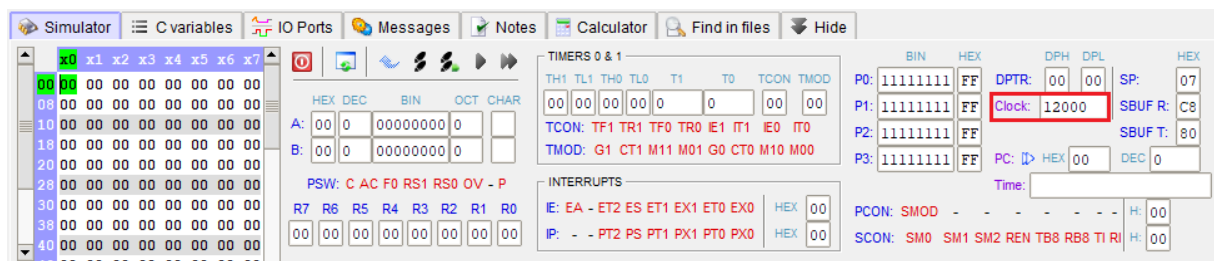 Simulator C variables IO Ports Messages Notes Calculator Find in files Hide
x0 x1 x2 x3 x4 x5 x6 x7
00 00 00 00 00 00 00 00 00
08 00 00 00 00 00 00 00 00
10 00 00 00 00 00 00 00 00
18 00 00 00 00 00 00 00 00
20 00 00 00 00 00 00 00 00
28 00 00 00 00 00 00 00 00
30 00 00 00 00 00 00 00 00
38 00 00 00 00 00 00 00 00
40 00 00 00 00 00 00 00 00
HEX DEC BIN OCT CHAR
A: 00 0 00000000 0
B: 00 0 00000000 0
PSW: C AC F0 RS1 RS0 OV - P
R7 R6 R5 R4 R3 R2 R1 R0
00 00 00 00 00 00 00 00
TIMERS 0 & 1
TH1 TL1 TH0 TL0 T1 T0 TCON TMOD
00 00 00 00 0 0 00 00
TCON: TF1 TR1 TF0 TR0 IE1 IT1 IE0 IT0
TMOD: G1 CT1 M11 M01 G0 CT0 M10 M00
INTERRUPTS
IE: EA - ET2 ES ET1 EX1 ET0 EX0 HEX 00
IP: - - PT2 PS PT1 PX1 PT0 PX0 HEX 00
BIN HEX DPH DPL HEX
P0: 11111111 FF DPTR: 00 00 SP: 07
P1: 11111111 FF Clock: 12000 SBUF R: C8
P2: 11111111 FF SBUF T: 80
P3: 11111111 FF PC: HEX 00 DEC 0
Time:
PCON: SMOD - - - - - - - H: 00
SCON: SM0 SM1 SM2 REN TB8 RB8 TI RI H: 00